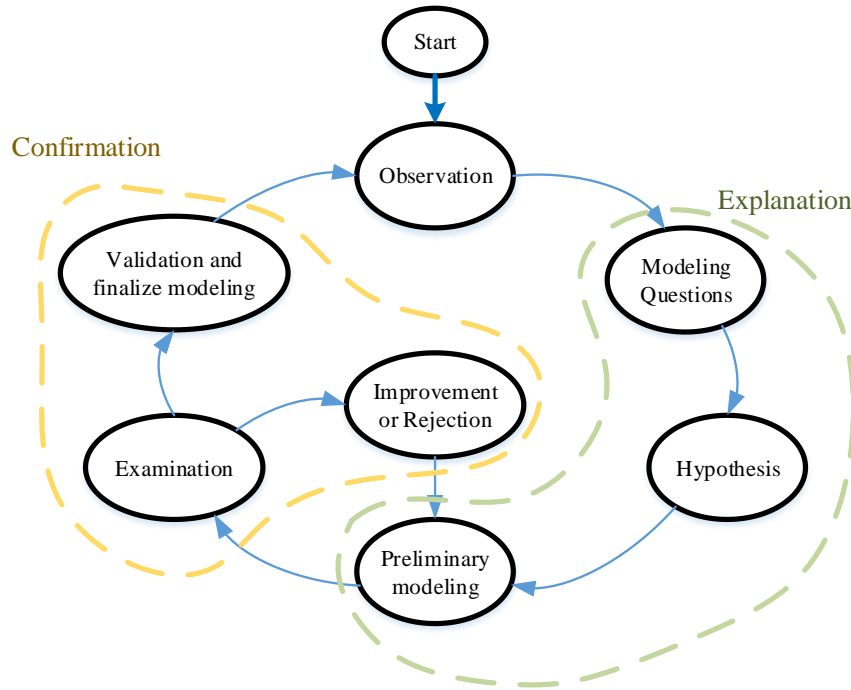 Start
Confirmation
Observation
Explanation
Validation and
finalize modeling
Modeling
Questions
Improvement
or Rejection
Examination
Hypothesis
Preliminary
modeling